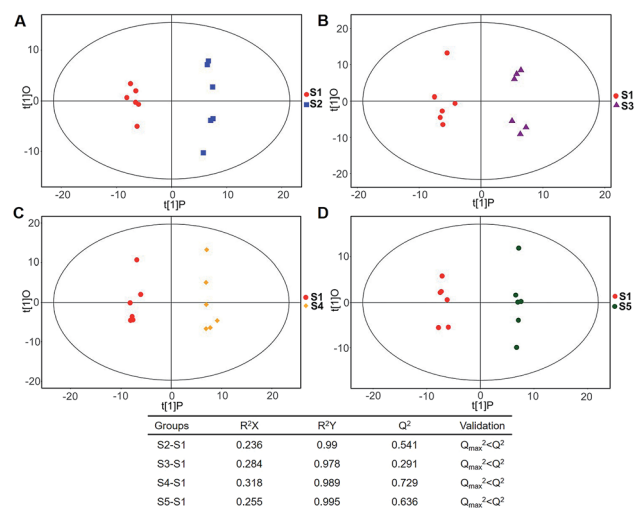 A
B
t[1]O
10
0
-10
-20
-10
0
10
20
t[1]P
S1
S2
t[1]O
20
10
0
-10
-20
-20
-10
0
10
20
t[1]P
S1
S3
C
D
t[1]O
20
10
0
-10
-20
-20
-10
0
10
20
t[1]P
S1
S4
t[1]O
10
0
-10
-20
-10
0
10
20
t[1]P
S1
S5
Groups R²X R²Y Q² Validation
S2-S1 0.236 0.99 0.541 Qmax²<Q²
S3-S1 0.284 0.978 0.291 Qmax²<Q²
S4-S1 0.318 0.989 0.729 Qmax²<Q²
S5-S1 0.255 0.995 0.636 Qmax²<Q²